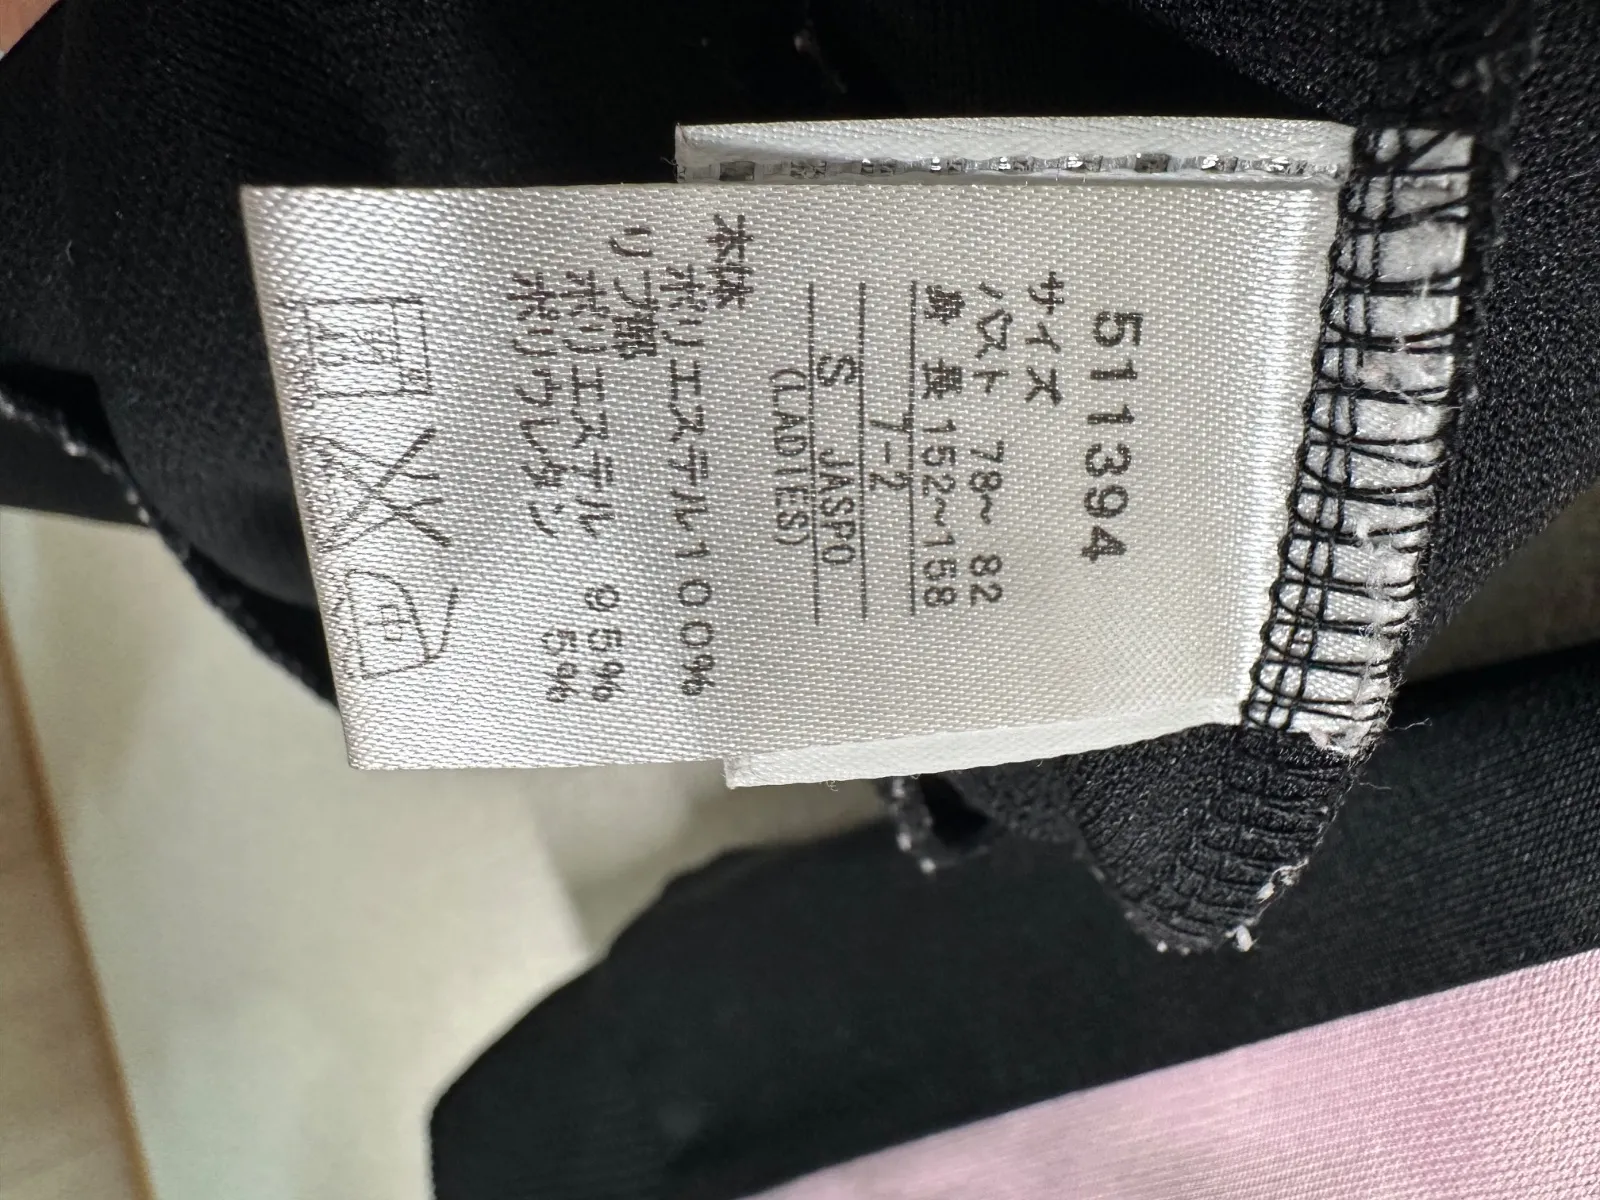 511394
サイズ
バスト 78~ 82
身 長 152~158
7-2
S JASPO
(LADIES)
本体
ポリエステル100%
リブ部
ポリエステル 95%
ポリウレタン 5%
中